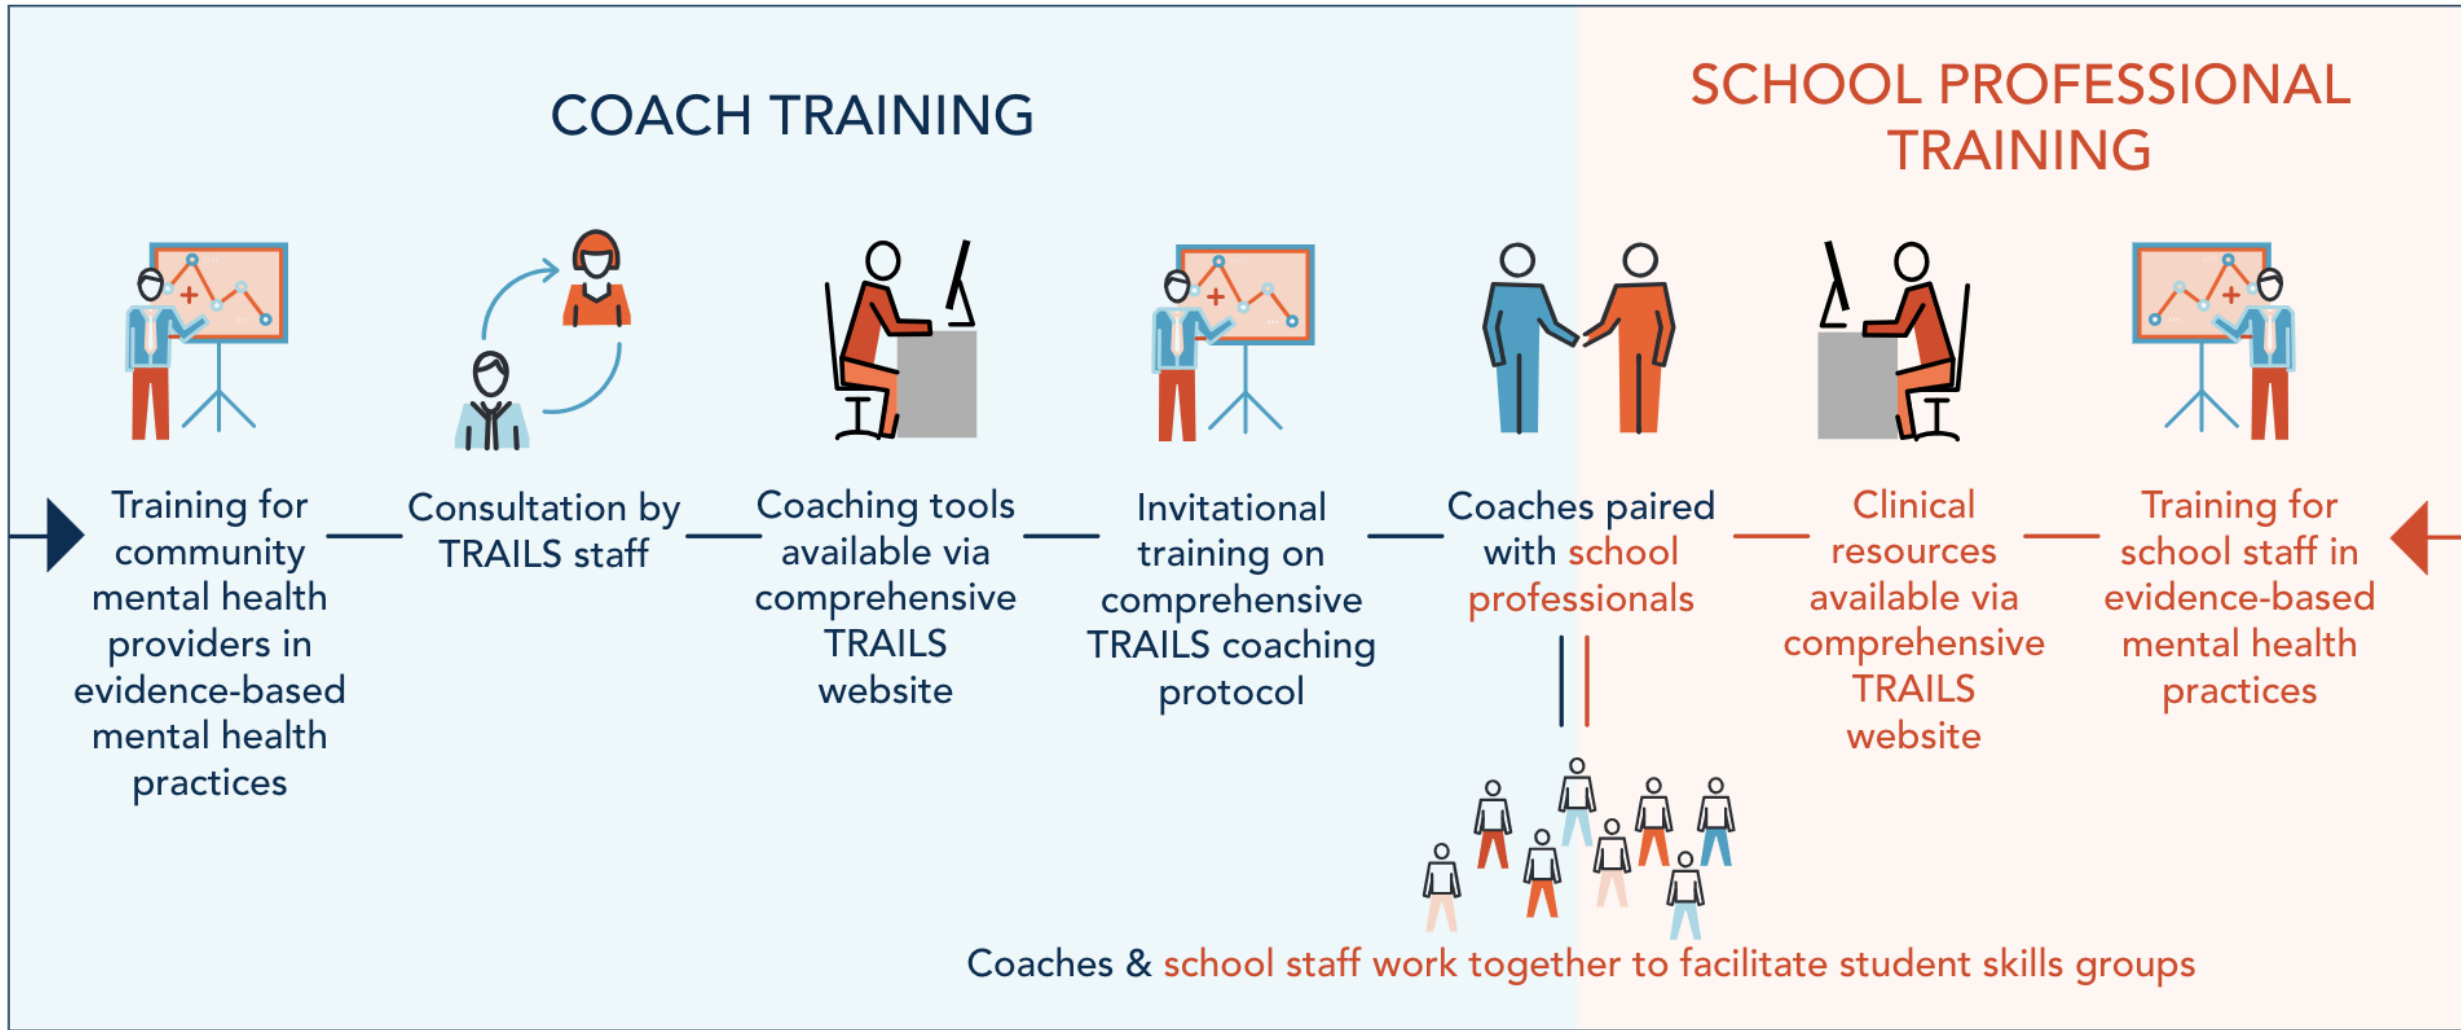 COACH TRAINING
SCHOOL PROFESSIONAL
TRAINING
Training for
community
mental health
providers in
evidence-based
mental health
practices
Consultation by
TRAILS staff
Coaching tools
available via
comprehensive
TRAILS
website
Invitational
training on
comprehensive
TRAILS coaching
protocol
Coaches paired
with school
professionals
Clinical
resources
available via
comprehensive
TRAILS
website
Training for
school staff in
evidence-based
mental health
practices
Coaches & school staff work together to facilitate student skills groups